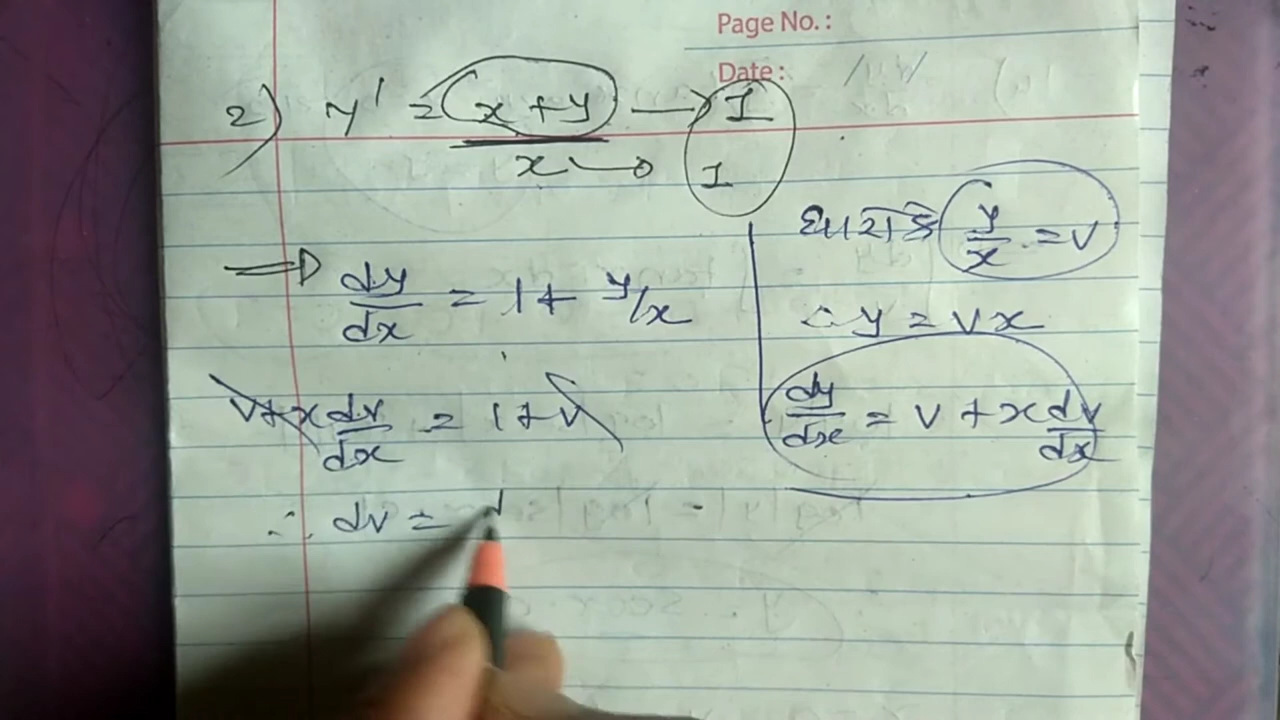 Page No. :
Date :
2) y' = x + y → 1
x → 1
⇒ dy/dx = 1 + y/x
v + x dv/dx = 1 + v
∴ dv = d
y/x = v
∴ y = vx
dy/dx = v + x dv/dx